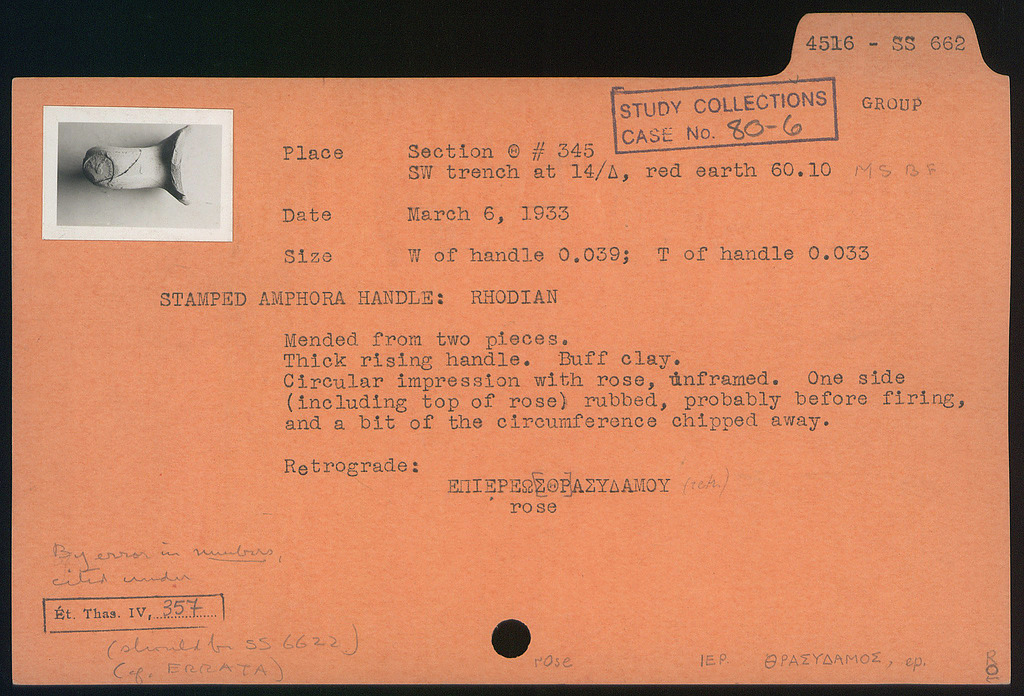 4516 - SS 662
STUDY COLLECTIONS
CASE No. 80-6
GROUP
Place Section Θ # 345
SW trench at 14/Δ, red earth 60.10 MSBF
Date March 6, 1933
Size W of handle 0.039; T of handle 0.033
STAMPED AMPHORA HANDLE: RHODIAN
Mended from two pieces.
Thick rising handle. Buff clay.
Circular impression with rose, unframed. One side
(including top of rose) rubbed, probably before firing,
and a bit of the circumference chipped away.
Retrograde:
ΕΠΙΕΡΕΩ[ΣΘΡ]ΑΣΥΔΑΜΟΥ
rose
By error in numbers,
cited under
Ét. Thas. IV, 357
(should be SS 6622)
(cf. ERRATA)
rose ΙΕΡ. ΘΡΑΣΥΔΑΜΟΣ, ep.